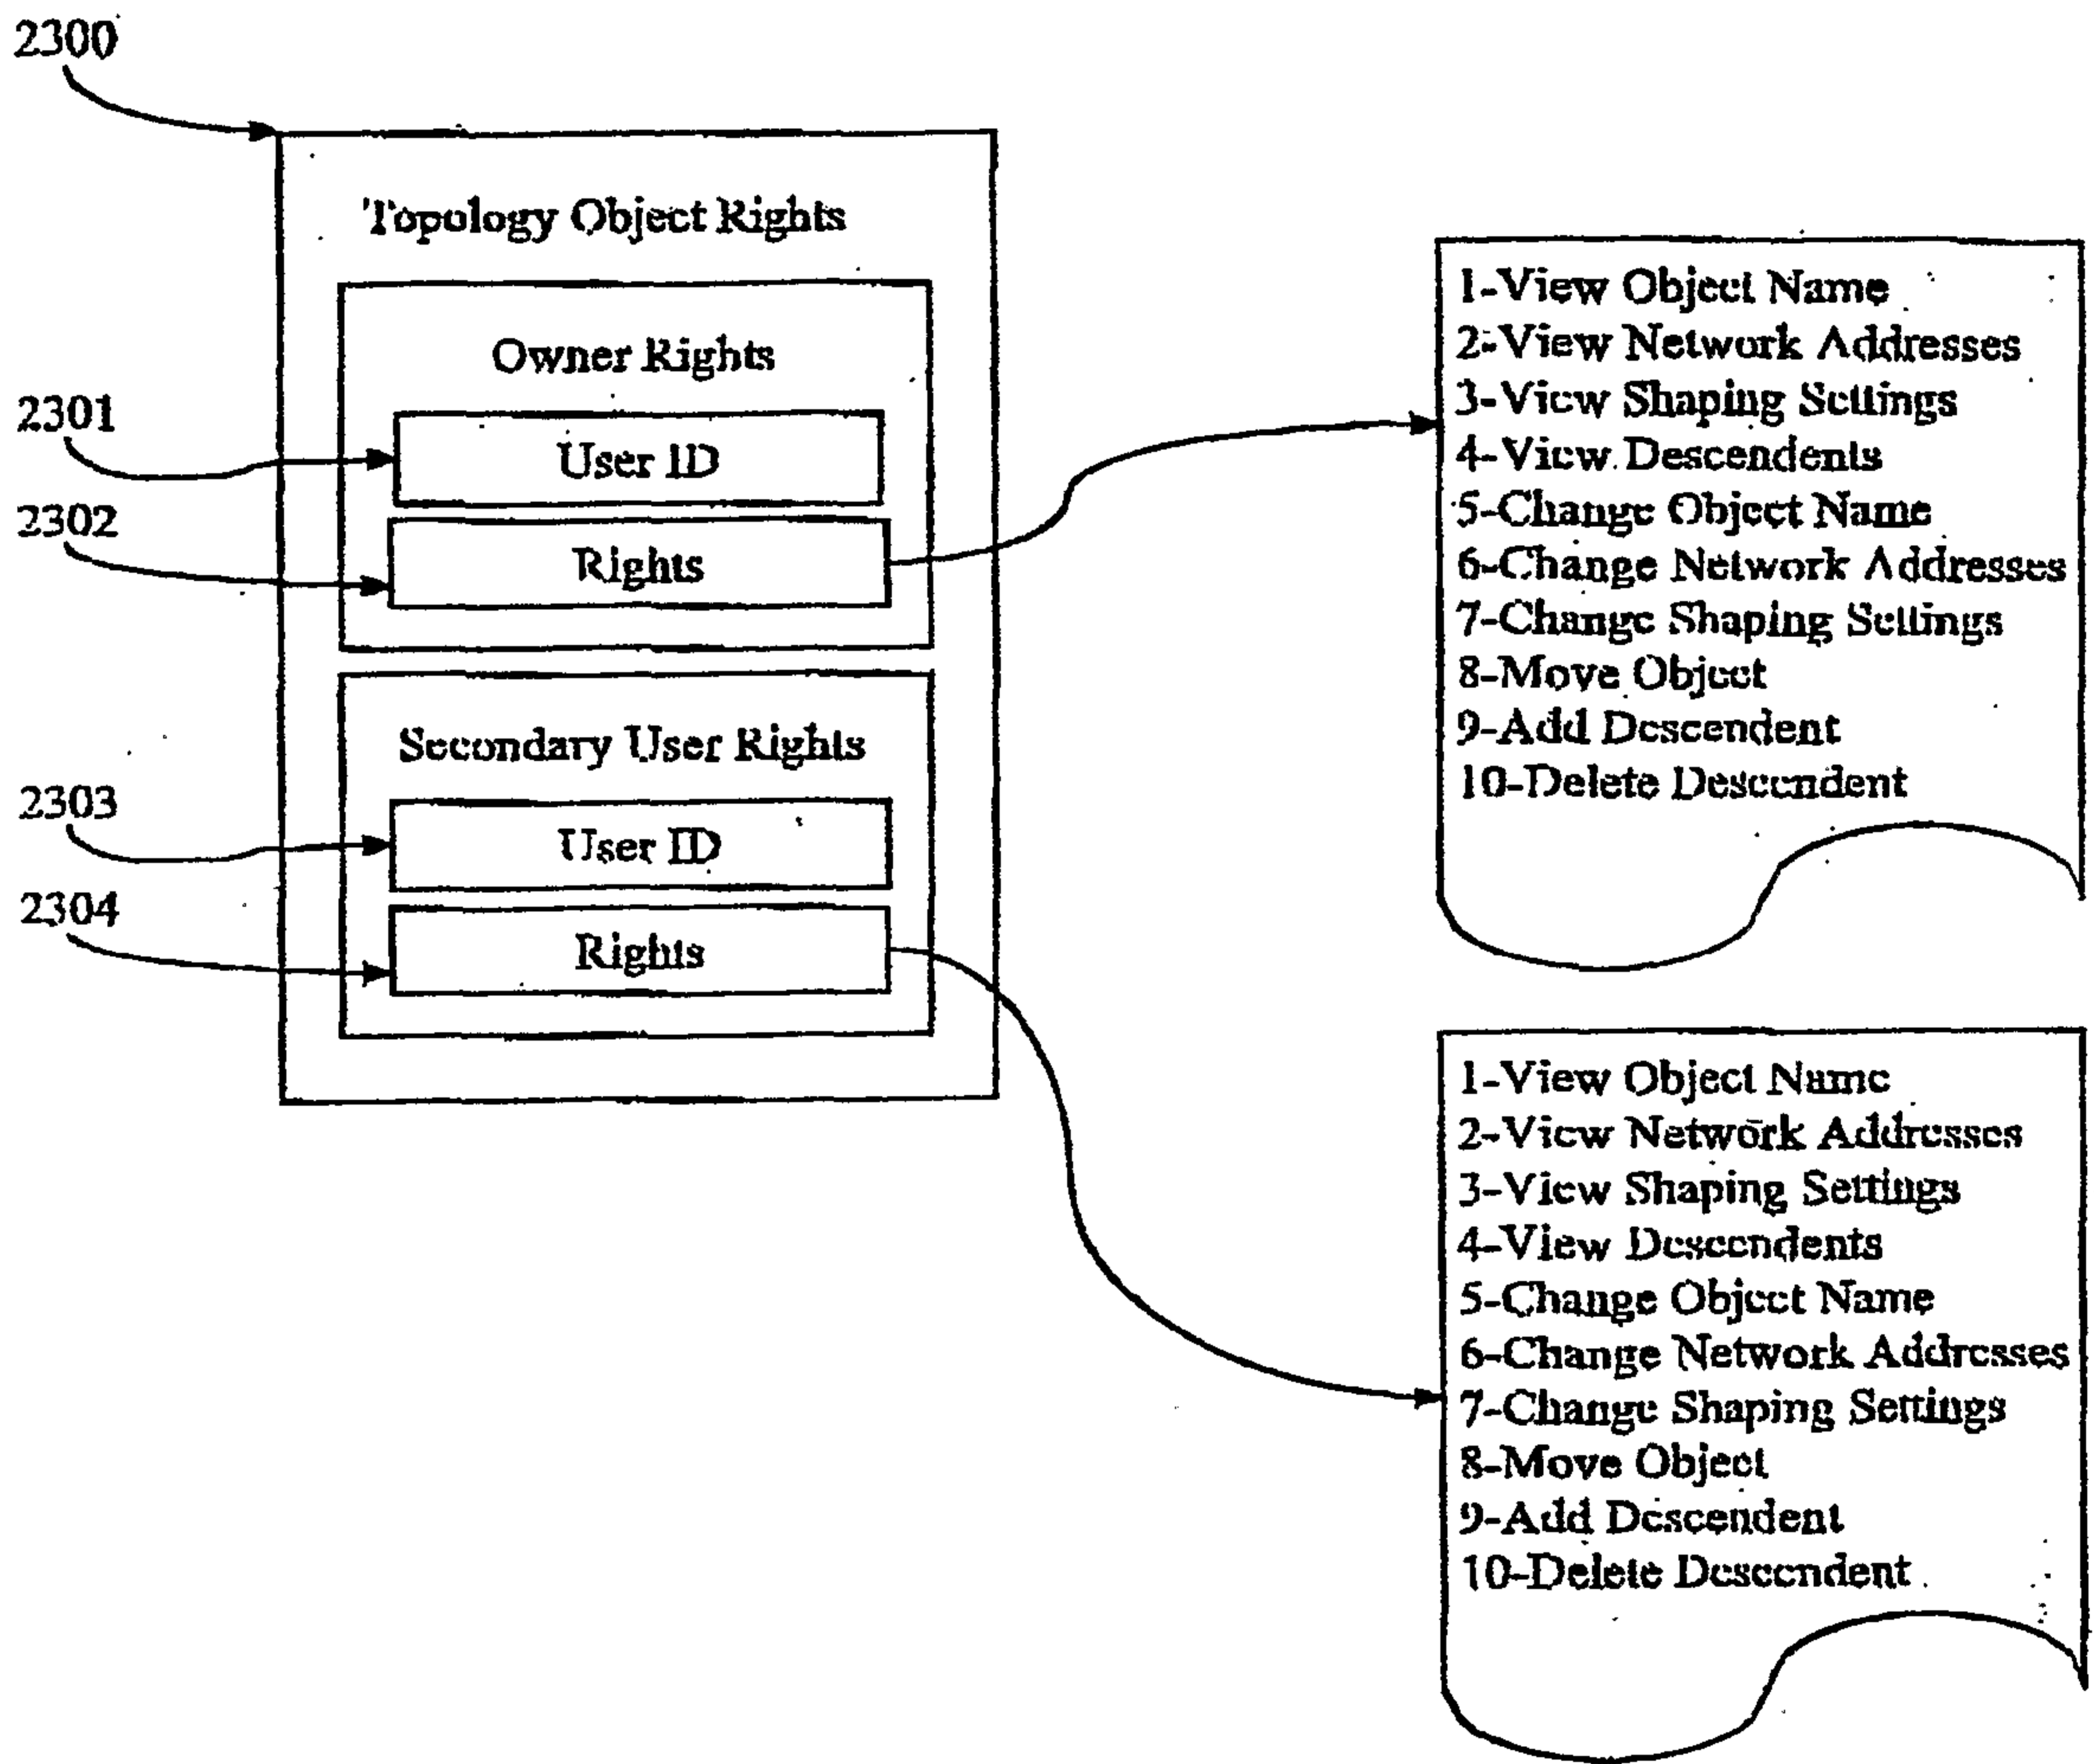 2300
Topology Object Rights
Owner Rights
2301
User ID
2302
Rights
Secondary User Rights
2303
User ID
2304
Rights
1-View Object Name
2-View Network Addresses
3-View Shaping Settings
4-View Descendents
5-Change Object Name
6-Change Network Addresses
7-Change Shaping Settings
8-Move Object
9-Add Descendent
10-Delete Descendent
1-View Object Name
2-View Network Addresses
3-View Shaping Settings
4-View Descendents
5-Change Object Name
6-Change Network Addresses
7-Change Shaping Settings
8-Move Object
9-Add Descendent
10-Delete Descendent